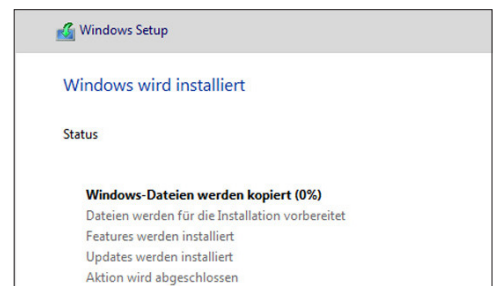 Windows Setup
Windows wird installiert
Status
Windows-Dateien werden kopiert (0%)
Dateien werden für die Installation vorbereitet
Features werden installiert
Updates werden installiert
Aktion wird abgeschlossen